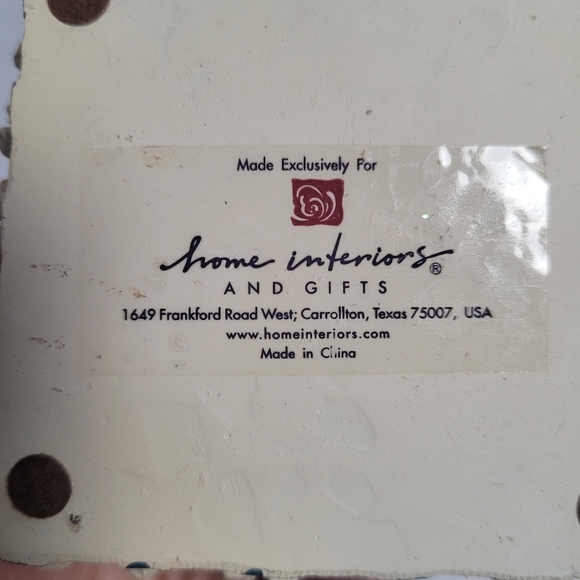 Made Exclusively For
home interiors®
AND GIFTS
1649 Frankford Road West; Carrollton, Texas 75007, USA
www.homeinteriors.com
Made in China